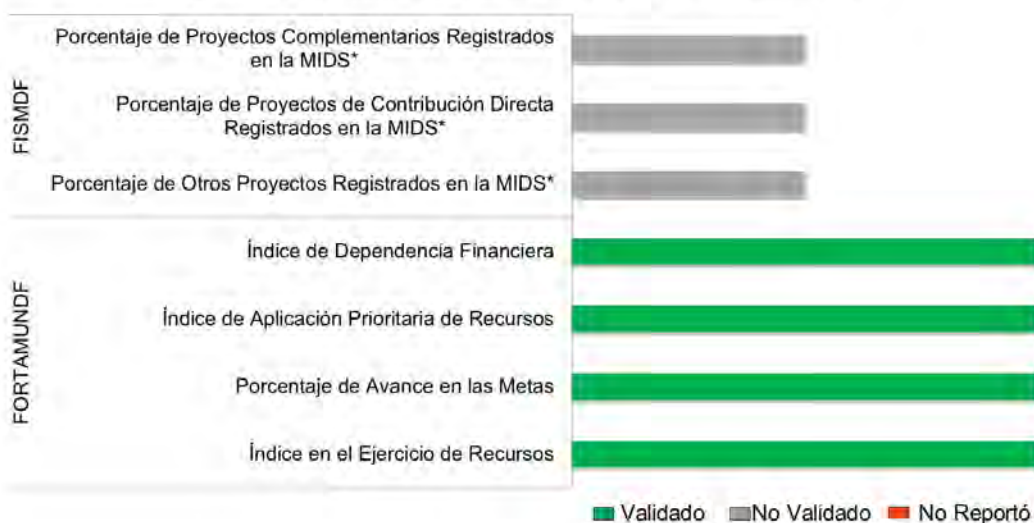 FISMDF
Porcentaje de Proyectos Complementarios Registrados
en la MIDS*
Porcentaje de Proyectos de Contribución Directa
Registrados en la MIDS*
Porcentaje de Otros Proyectos Registrados en la MIDS*
FORTAMUNDF
Índice de Dependencia Financiera
Índice de Aplicación Prioritaria de Recursos
Porcentaje de Avance en las Metas
Índice en el Ejercicio de Recursos
Validado No Validado No Reportó